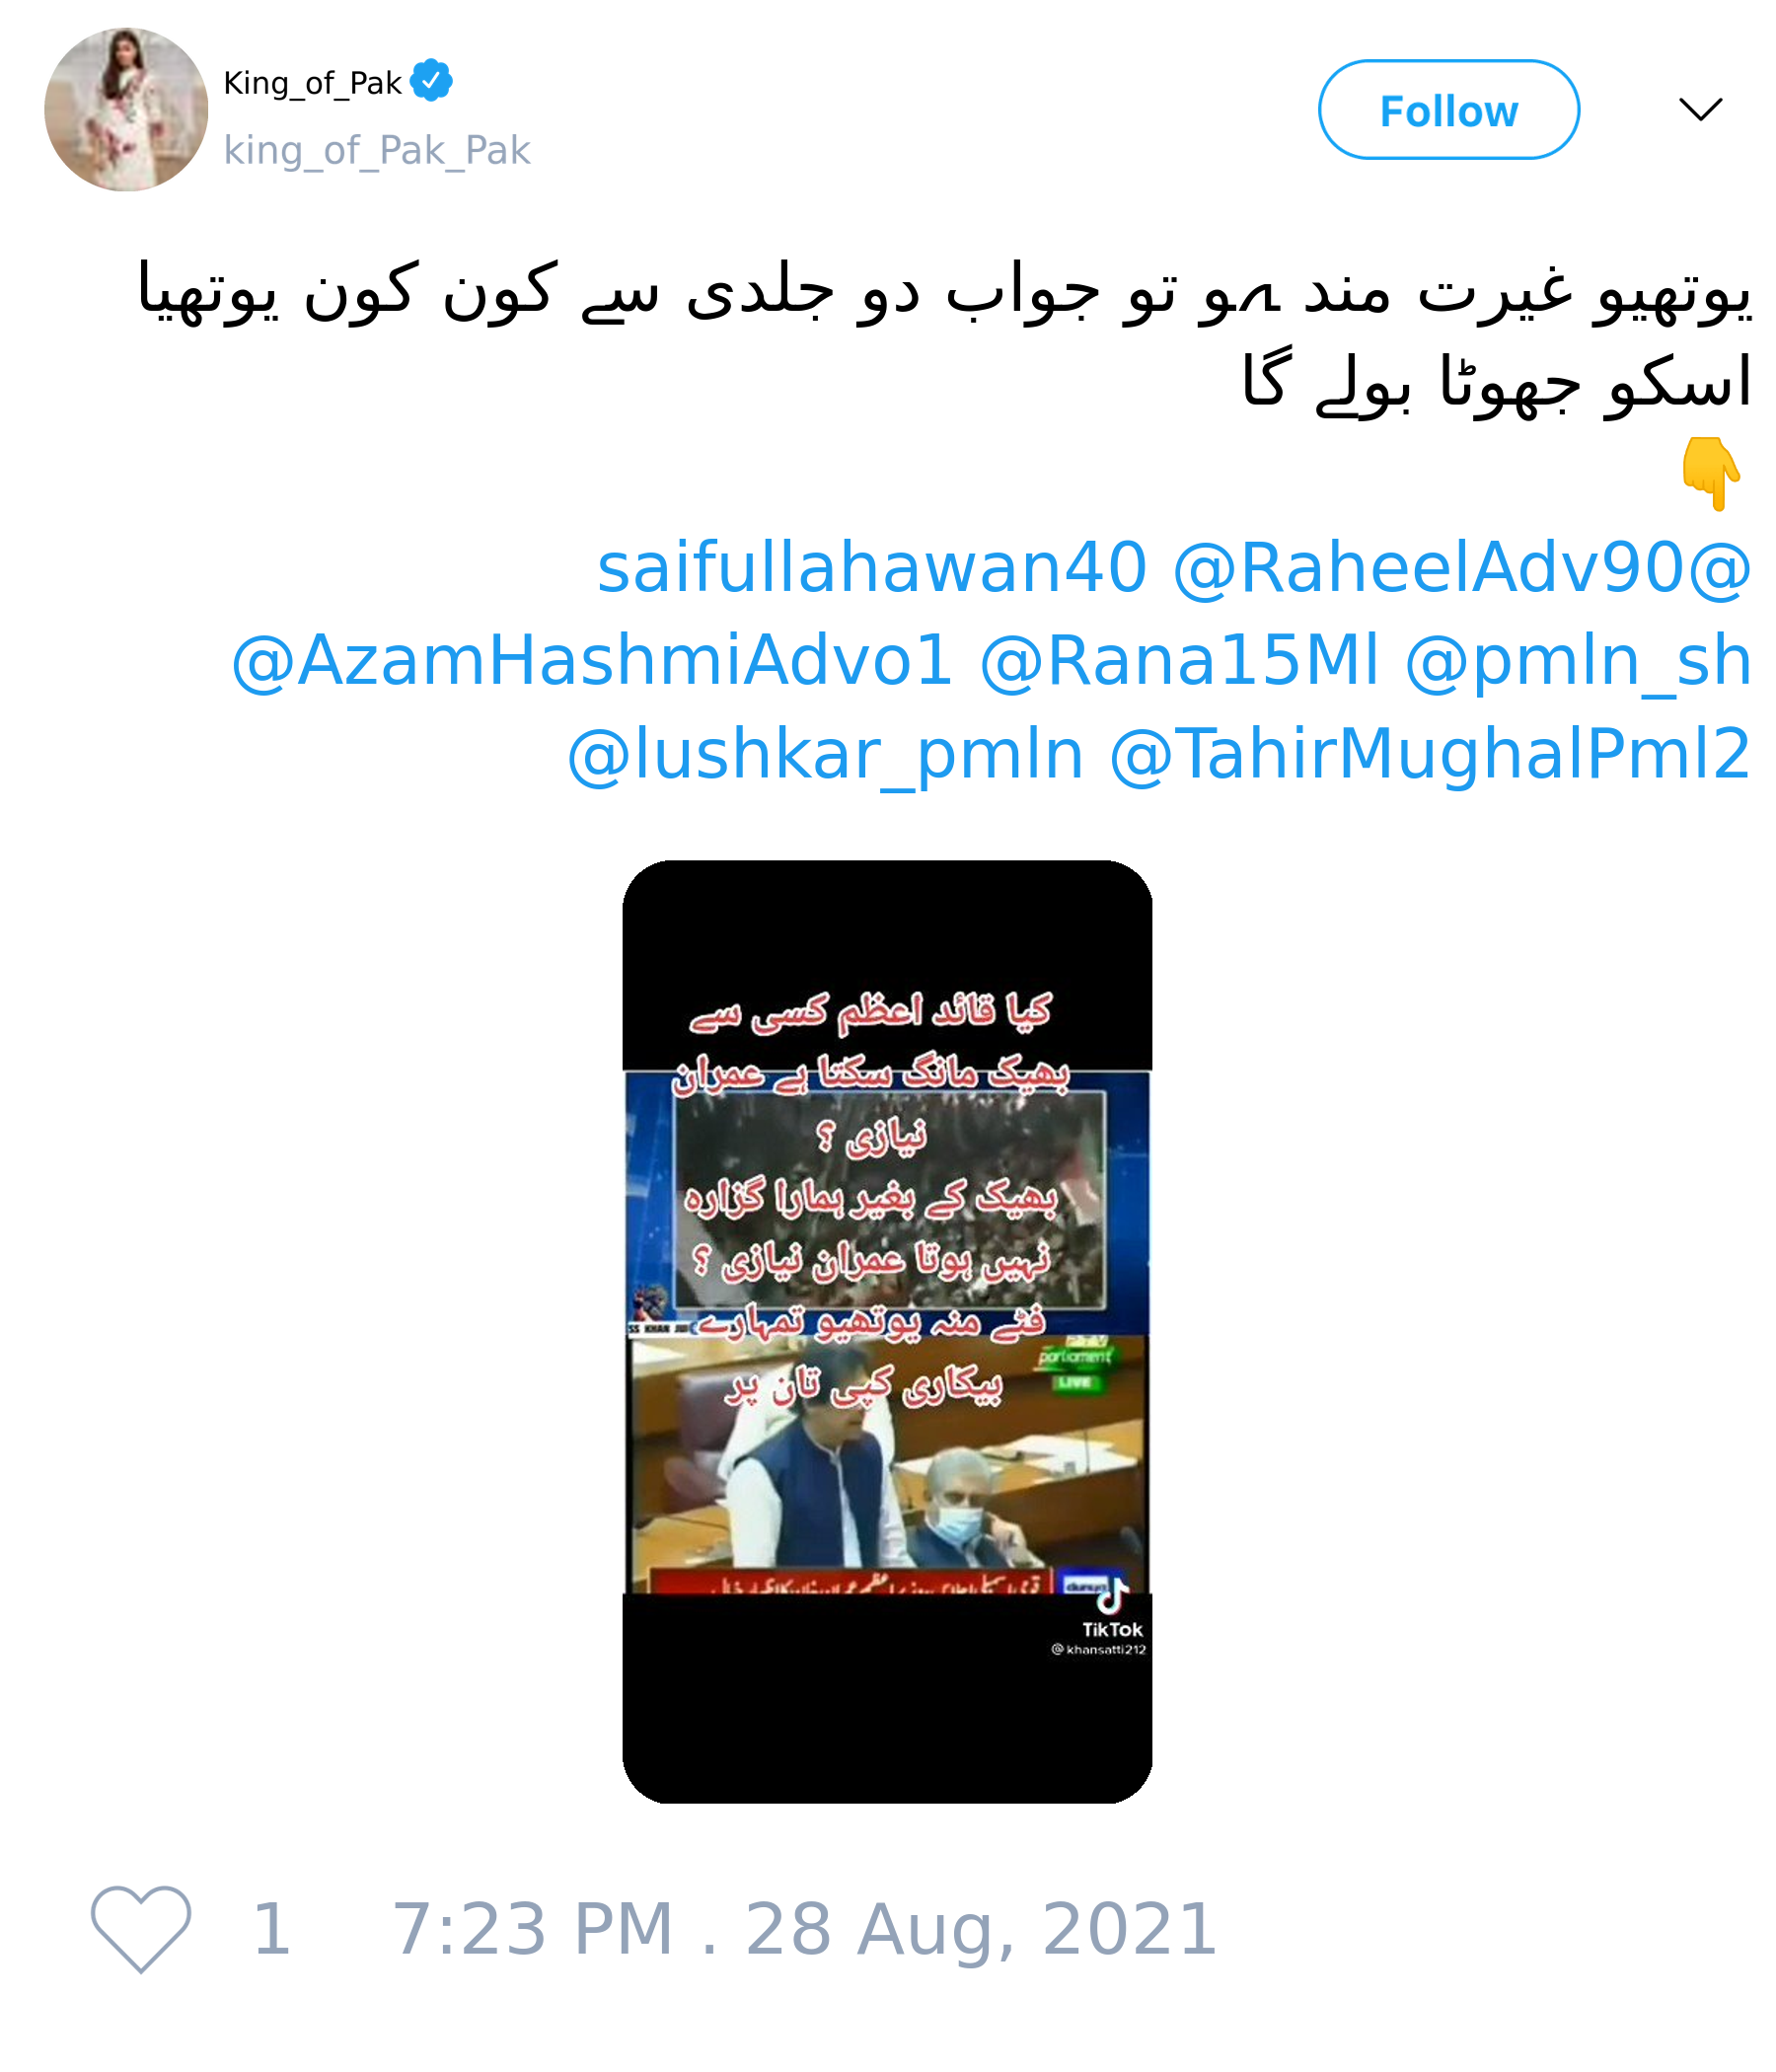 King_of_Pak
king_of_Pak_Pak
Follow
یوتھیو غیرت مند ہو تو جواب دو جلدی سے کون کون یوتھیا
اسکو جھوٹا بولے گا
👇
@saifullahawan40 @RaheelAdv90
@AzamHashmiAdvo1 @Rana15Ml @pmln_sh
@lushkar_pmln @TahirMughalPml2
کیا قائد اعظم کسی سے
بھیک مانگ سکتا ہے عمران
نیازی ؟
بھیک کے بغیر ہمارا گزارہ
نہیں ہوتا عمران نیازی ؟
فٹے منہ یوتھیو تمہارے
بیکاری کپی تان پر
SS KHAN
parliament
LIVE
dunya
TikTok
@khansatti212
1
7:23 PM . 28 Aug, 2021